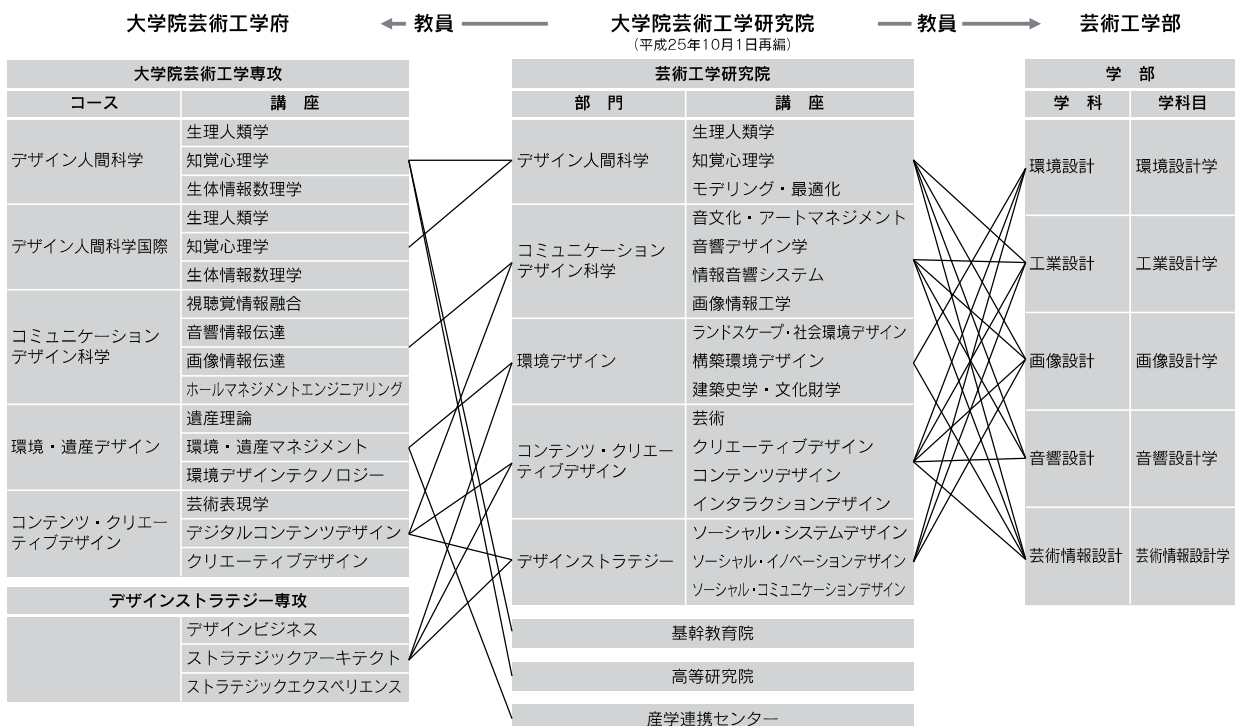 大学院芸術工学府
教員
大学院芸術工学研究院
(平成25年10月1日再編)
教員
芸術工学部
大学院芸術工学専攻
コース
講 座
デザイン人間科学
生理人類学
知覚心理学
生体情報数理学
デザイン人間科学国際
生理人類学
知覚心理学
生体情報数理学
コミュニケーション
デザイン科学
視聴覚情報融合
音響情報伝達
画像情報伝達
ホールマネジメントエンジニアリング
環境・遺産デザイン
遺産理論
環境・遺産マネジメント
環境デザインテクノロジー
コンテンツ・クリエー
ティブデザイン
芸術表現学
デジタルコンテンツデザイン
クリエーティブデザイン
デザインストラテジー専攻
デザインビジネス
ストラテジックアーキテクト
ストラテジックエクスペリエンス
芸術工学研究院
部 門
講 座
デザイン人間科学
生理人類学
知覚心理学
モデリング・最適化
コミュニケーション
デザイン科学
音文化・アートマネジメント
音響デザイン学
情報音響システム
画像情報工学
環境デザイン
ランドスケープ・社会環境デザイン
構築環境デザイン
建築史学・文化財学
コンテンツ・クリエー
ティブデザイン
芸術
クリエーティブデザイン
コンテンツデザイン
インタラクションデザイン
デザインストラテジー
ソーシャル・システムデザイン
ソーシャル・イノベーションデザイン
ソーシャル・コミュニケーションデザイン
基幹教育院
高等研究院
産学連携センター
学 部
学 科
学科目
環境設計
環境設計学
工業設計
工業設計学
画像設計
画像設計学
音響設計
音響設計学
芸術情報設計
芸術情報設計学